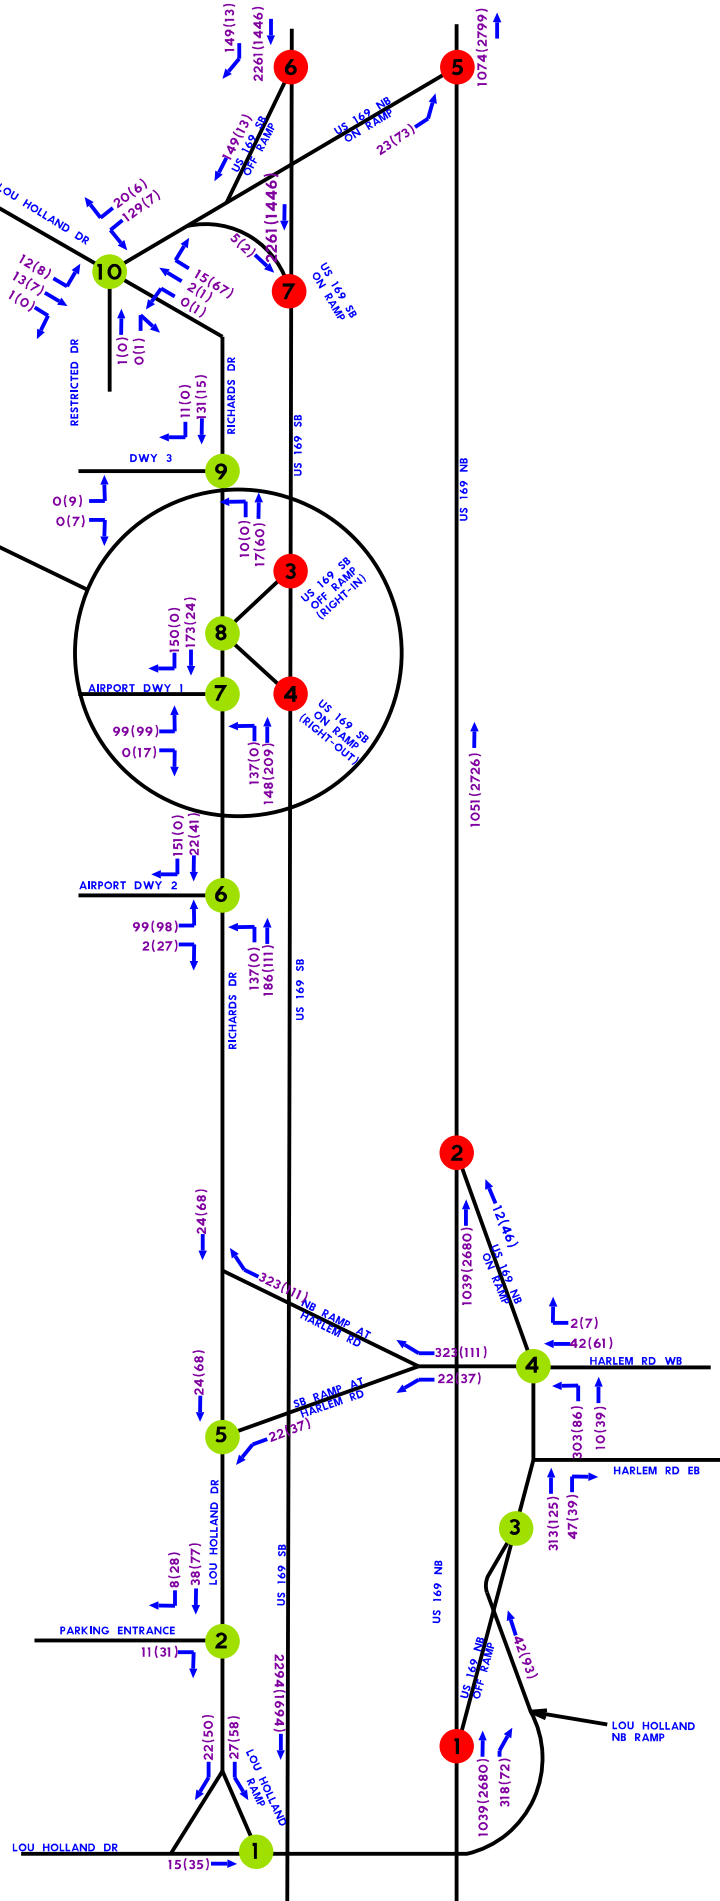 149(13)
2261(1446)
1074(2799)
6
5
149(13)
US 169 SB
OFF RAMP
US 169 NB
ON RAMP
23(73)
LOU HOLLAND DR
20(6)
129(7)
2261(1446)
5(2)
10
12(8)
13(7)
1(0)
15(67)
2(1)
0(1)
7
US 169 SB
ON RAMP
1(0)
0(1)
RESTRICTED DR
RICHARDS DR
11(0)
131(15)
US 169 SB
US 169 NB
DWY 3
9
0(9)
0(7)
10(0)
17(60)
3
US 169 SB
OFF RAMP
(RIGHT-IN)
150(0)
173(24)
8
AIRPORT DWY 1
7
4
US 169 SB
ON RAMP
(RIGHT-OUT)
99(99)
0(17)
137(0)
148(209)
1051(2726)
151(0)
22(41)
AIRPORT DWY 2
6
99(98)
2(27)
137(0)
186(111)
RICHARDS DR
US 169 SB
2
24(68)
1039(2680)
12(46)
US 169 NB
ON RAMP
323(111)
NB RAMP AT
HARLEM RD
2(7)
42(61)
323(111)
4
HARLEM RD WB
22(37)
24(68)
SB RAMP AT
HARLEM RD
22(37)
5
303(86)
10(39)
HARLEM RD EB
LOU HOLLAND DR
313(125)
47(39)
3
8(28)
38(77)
US 169 SB
US 169 NB
PARKING ENTRANCE
2
11(31)
42(93)
US 169 NB
OFF RAMP
2294(1694)
22(50)
27(58)
LOU HOLLAND
RAMP
1
1039(2680)
318(72)
LOU HOLLAND
NB RAMP
LOU HOLLAND DR
1
15(35)